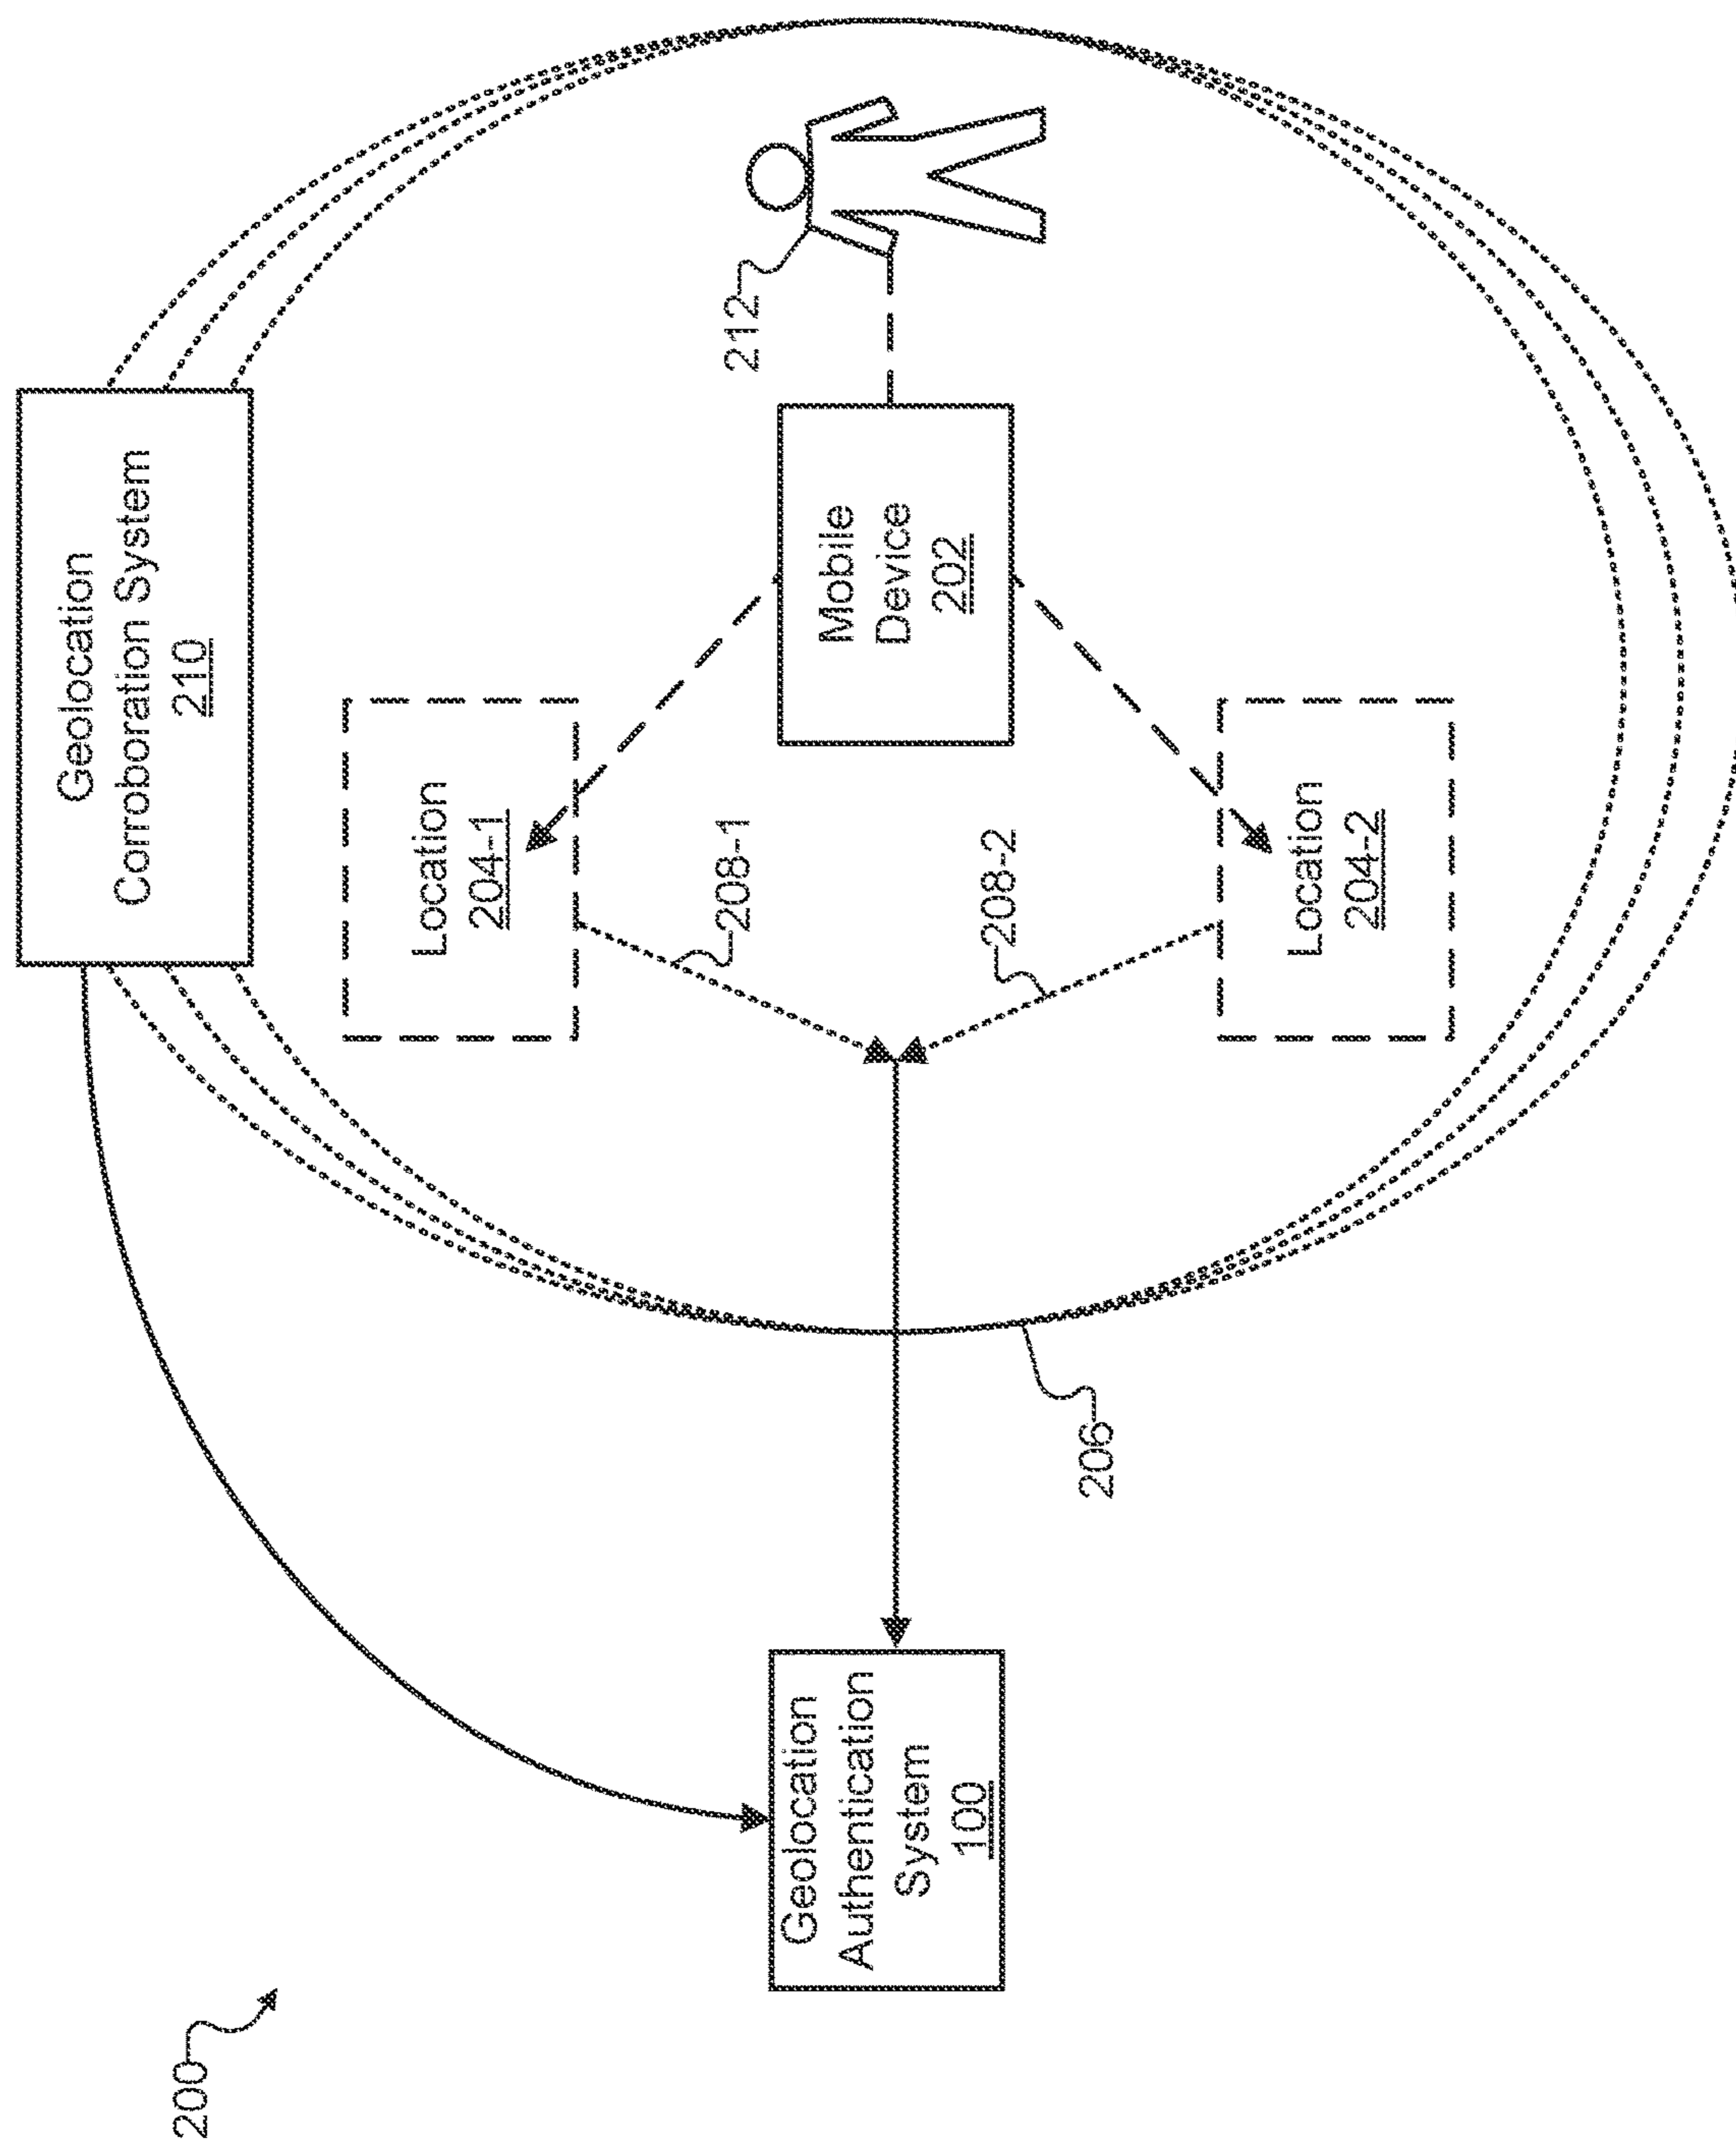 200
Geolocation
Corroboration System
210
Location
204-1
208-1
212
Mobile
Device
202
208-2
Geolocation
Authentication
System
100
206
Location
204-2